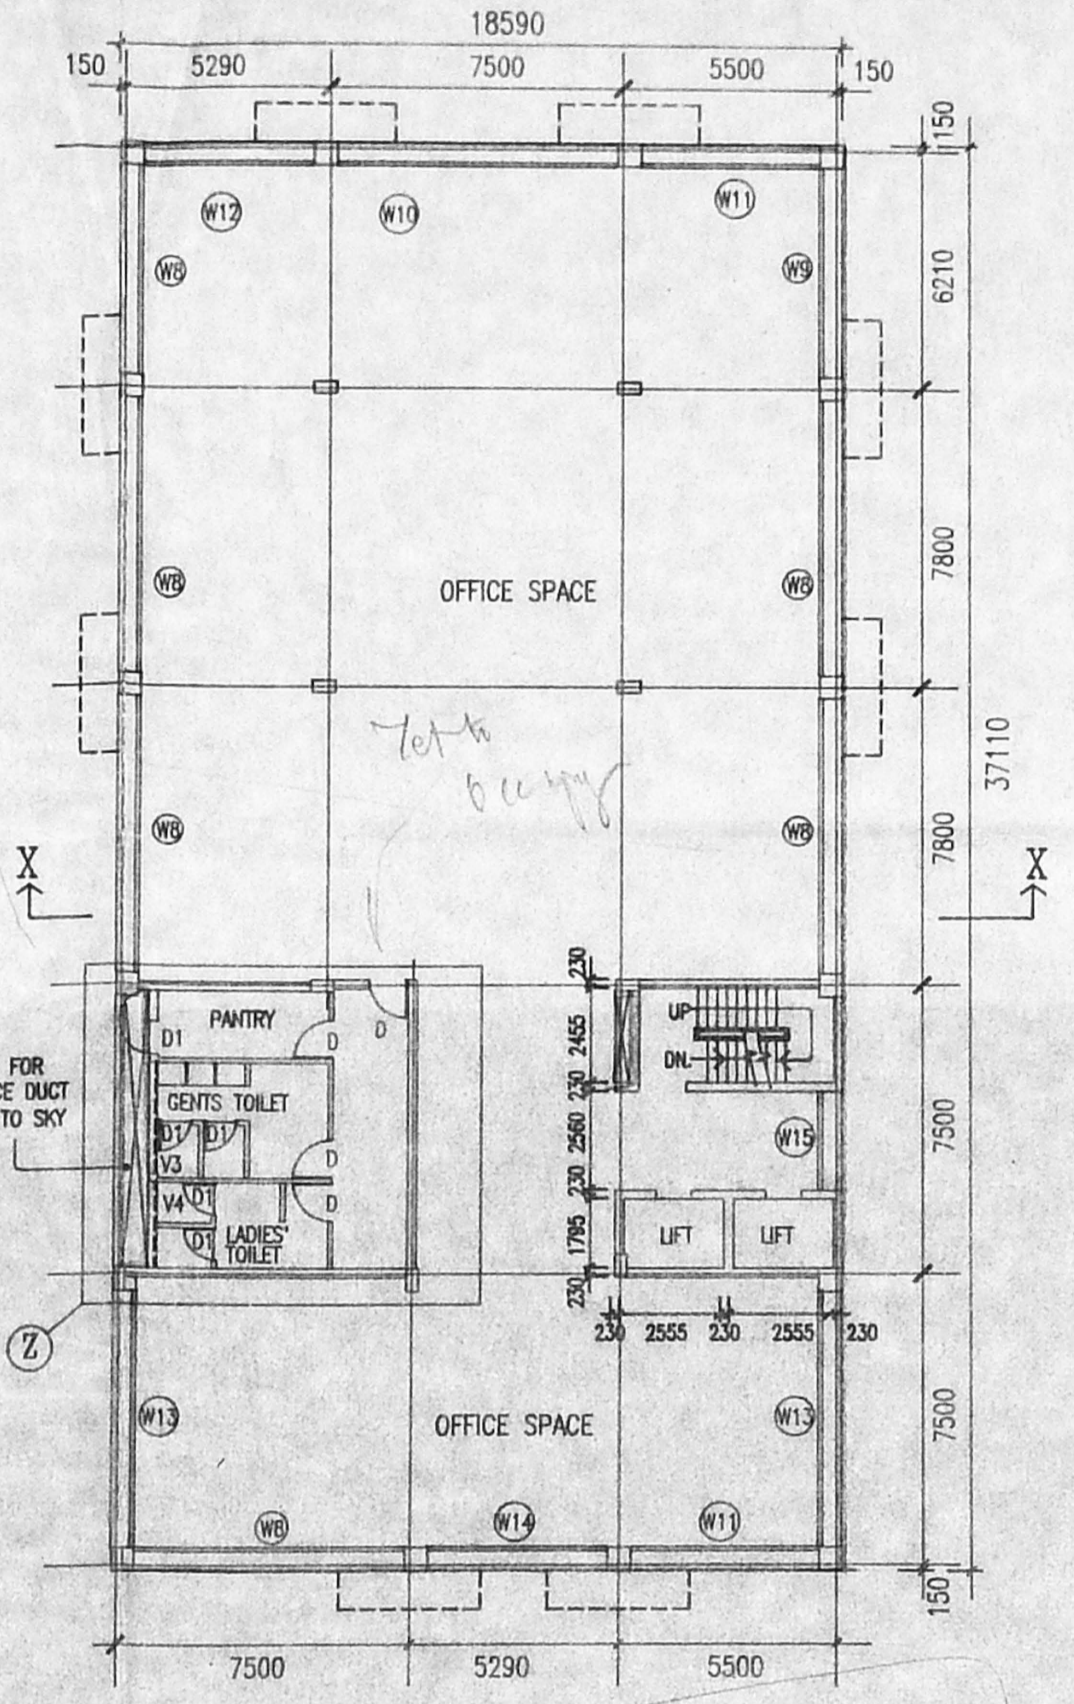 18590
150 5290 7500 5500 150
150
W12 W10 W11
W8 W9
6210
7800
W8 OFFICE SPACE W8
37110
occupy
W8 W8
7800
X X
230
PANTRY UP
D1 D D 2455
FOR DN.
CE DUCT 230
TO SKY GENTS TOILET
7500
D1 D1 2560 W15
V3 D
230
V4 D1 D
LADIES' LIFT LIFT
D1 TOILET 1795
230
230 2555 230 2555 230
Z
W13 OFFICE SPACE W13
7500
W8 W14 W11
150
7500 5290 5500